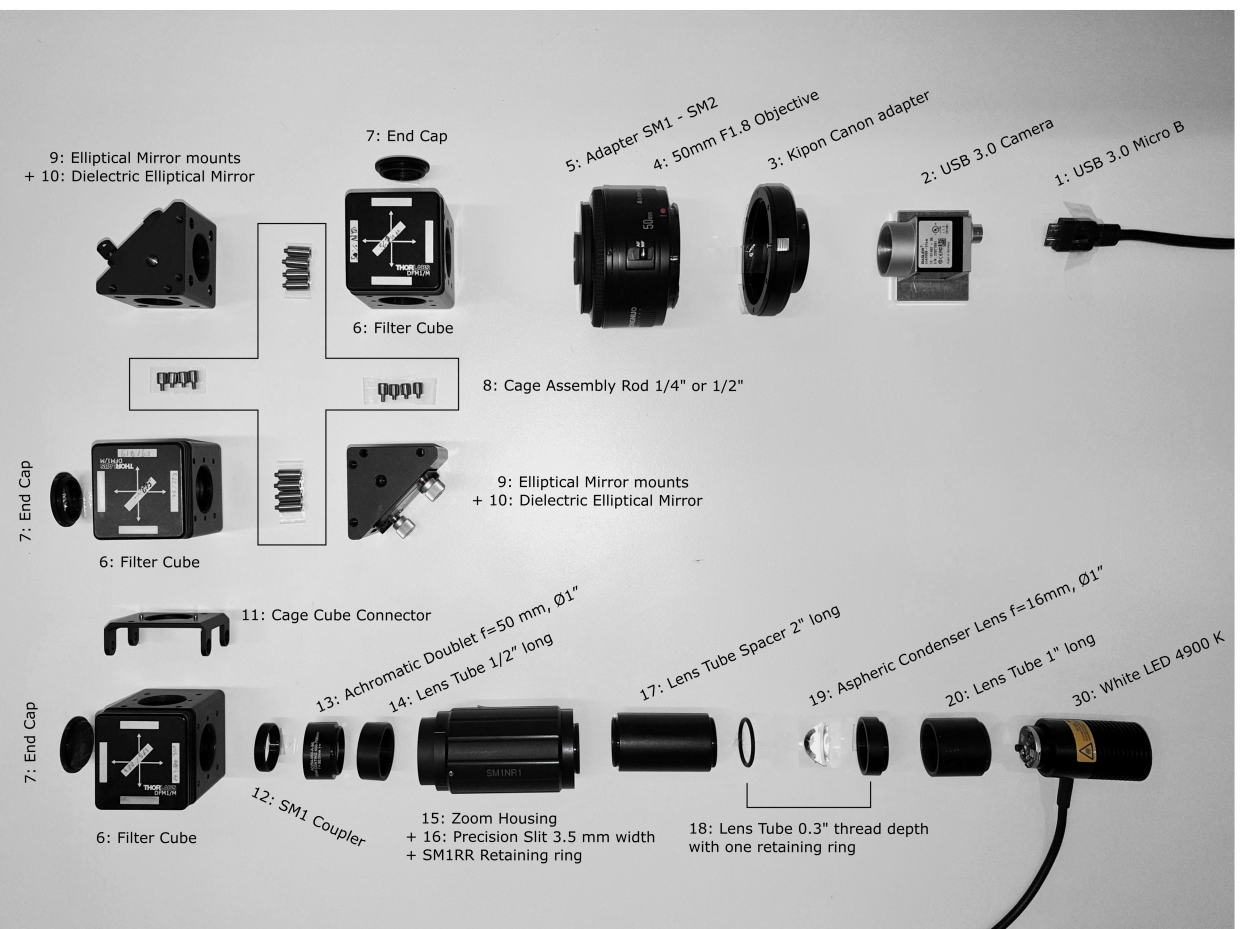 7: End Cap
9: Elliptical Mirror mounts
+ 10: Dielectric Elliptical Mirror
5: Adapter SM1 - SM2
4: 50mm F1.8 Objective
3: Kipon Canon adapter
2: USB 3.0 Camera
1: USB 3.0 Micro B
50mm
THORLABS
DFM1/M
6: Filter Cube
8: Cage Assembly Rod 1/4" or 1/2"
THORLABS
DFM1/M
7: End Cap
6: Filter Cube
9: Elliptical Mirror mounts
+ 10: Dielectric Elliptical Mirror
11: Cage Cube Connector
13: Achromatic Doublet f=50 mm, Ø1”
14: Lens Tube 1/2” long
17: Lens Tube Spacer 2" long
19: Aspheric Condenser Lens f=16mm, Ø1”
20: Lens Tube 1" long
30: White LED 4900 K
7: End Cap
THORLABS
DFM1/M
6: Filter Cube
12: SM1 Coupler
SM1NR1
15: Zoom Housing
+ 16: Precision Slit 3.5 mm width
+ SM1RR Retaining ring
18: Lens Tube 0.3" thread depth
with one retaining ring